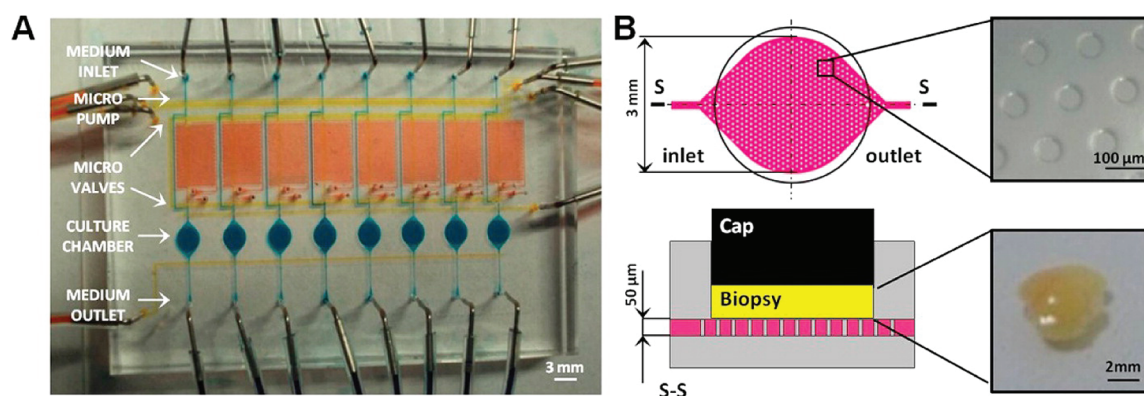 A
MEDIUM
INLET
MICRO
PUMP
MICRO
VALVES
CULTURE
CHAMBER
MEDIUM
OUTLET
3 mm
B
S
S
3 mm
inlet
outlet
100 µm
Cap
Biopsy
50 µm
S-S
2mm